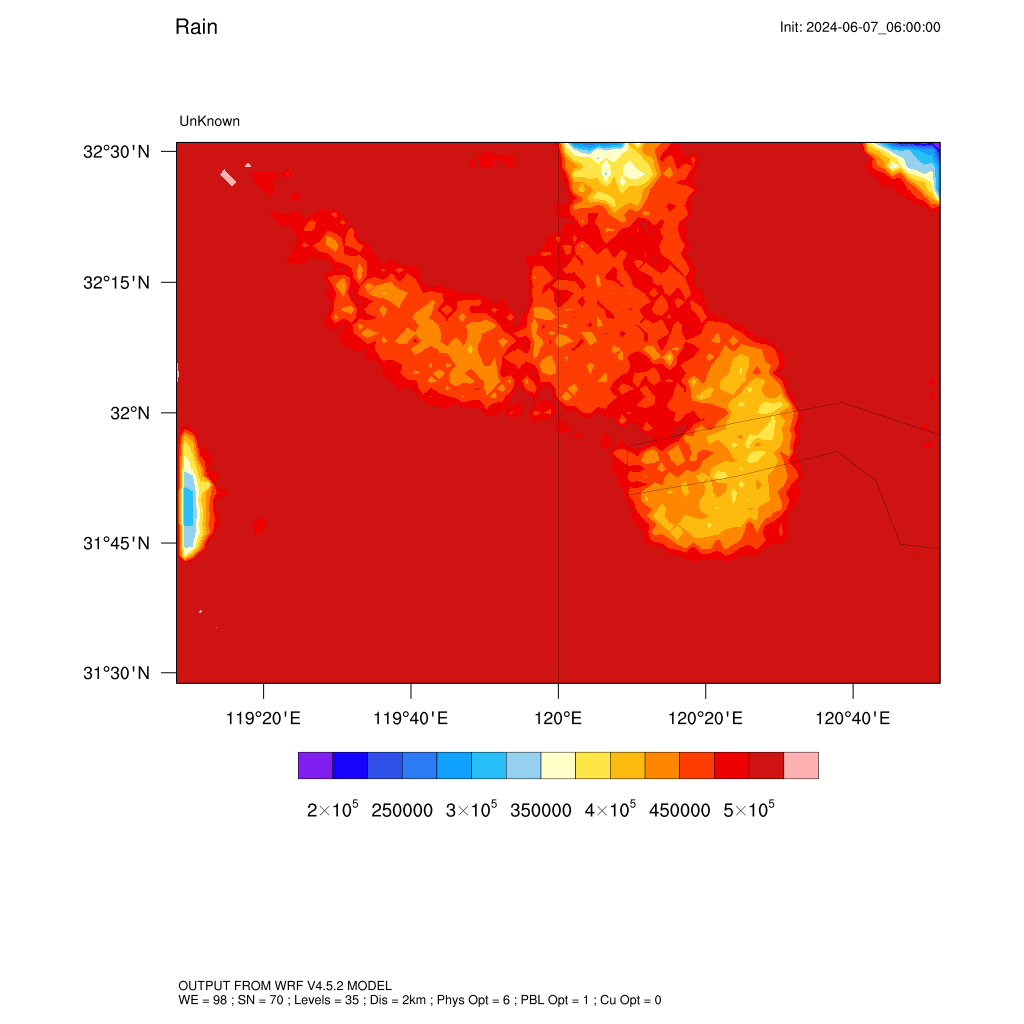 Rain
Init: 2024-06-07_06:00:00
UnKnown
32°30'N
32°15'N
32°N
31°45'N
31°30'N
119°20'E 119°40'E 120°E 120°20'E 120°40'E
2×10⁵ 250000 3×10⁵ 350000 4×10⁵ 450000 5×10⁵
OUTPUT FROM WRF V4.5.2 MODEL
WE = 98 ; SN = 70 ; Levels = 35 ; Dis = 2km ; Phys Opt = 6 ; PBL Opt = 1 ; Cu Opt = 0